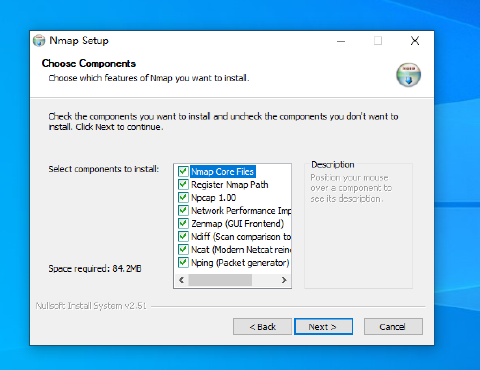 Nmap Setup
Choose Components
Choose which features of Nmap you want to install.
Check the components you want to install and uncheck the components you don't want to
install. Click Next to continue.
Select components to install:
Nmap Core Files
Register Nmap Path
Npcap 1.00
Network Performance Imp
Zenmap (GUI Frontend)
Ndiff (Scan comparison to
Ncat (Modern Netcat rein
Nping (Packet generator)
Description
Position your mouse
over a component to
see its description.
Space required: 84.2MB
Nullsoft Install System v2.51
< Back
Next >
Cancel